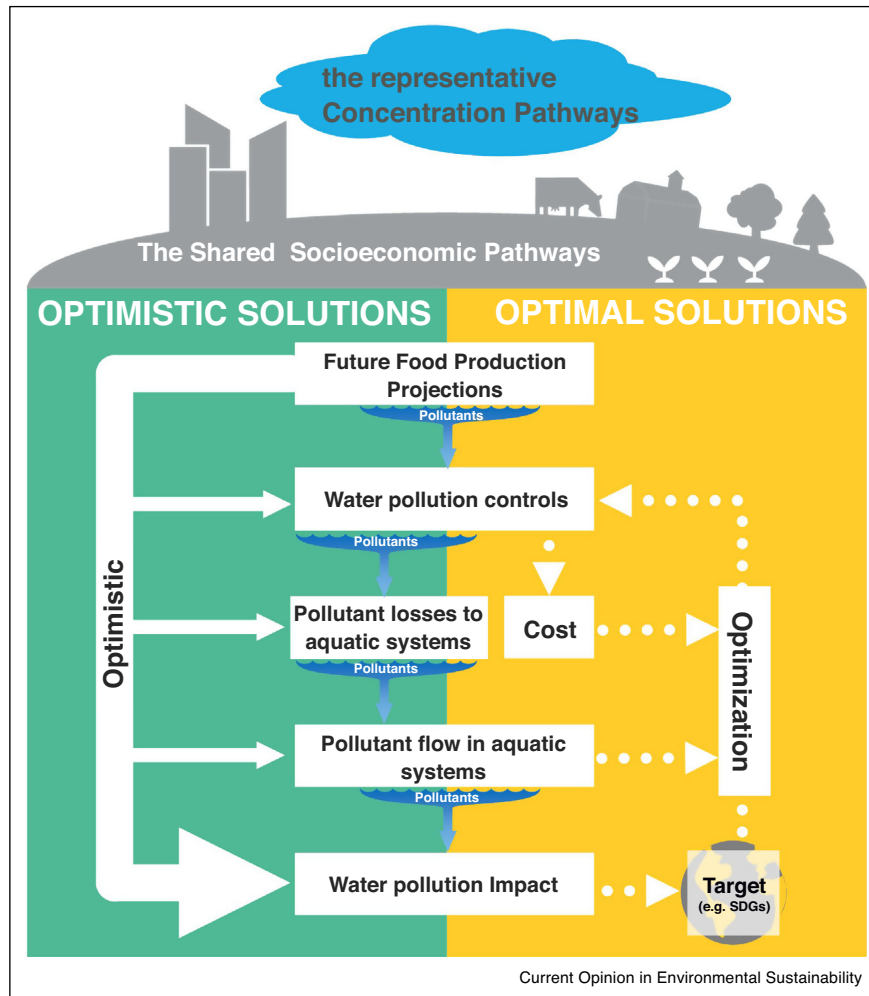 the representative
Concentration Pathways
The Shared Socioeconomic Pathways
OPTIMISTIC SOLUTIONS
OPTIMAL SOLUTIONS
Future Food Production
Projections
Pollutants
Water pollution controls
Pollutants
Optimistic
Pollutant losses to
aquatic systems
Cost
Optimization
Pollutants
Pollutant flow in aquatic
systems
Pollutants
Water pollution Impact
Target
(e.g. SDGs)
Current Opinion in Environmental Sustainability